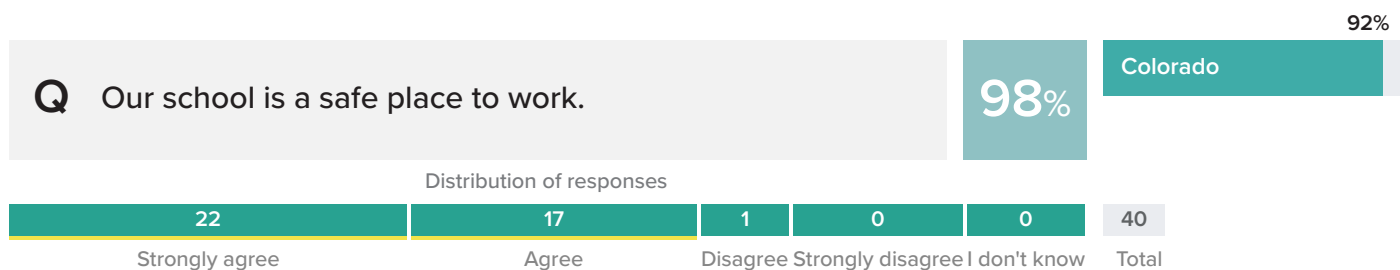 92%
Q Our school is a safe place to work.
98%
Colorado
Distribution of responses
22 17 1 0 0 40
Strongly agree Agree Disagree Strongly disagree I don't know Total